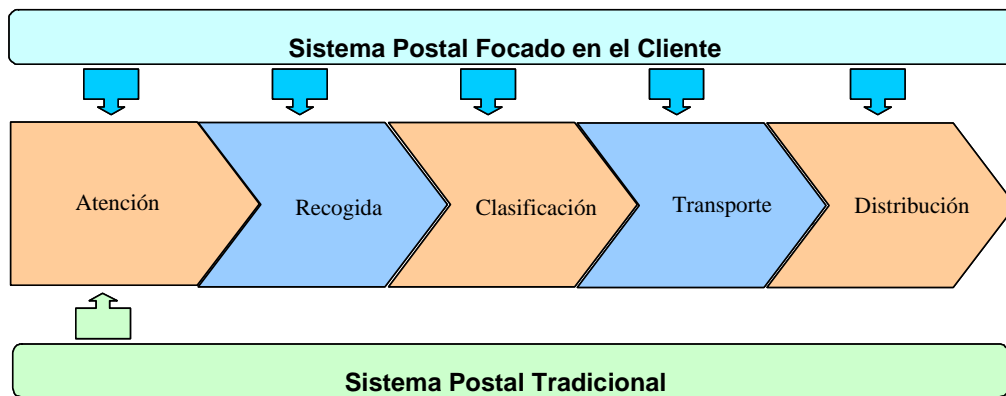 Sistema Postal Focado en el Cliente
Atención
Recogida
Clasificación
Transporte
Distribución
Sistema Postal Tradicional